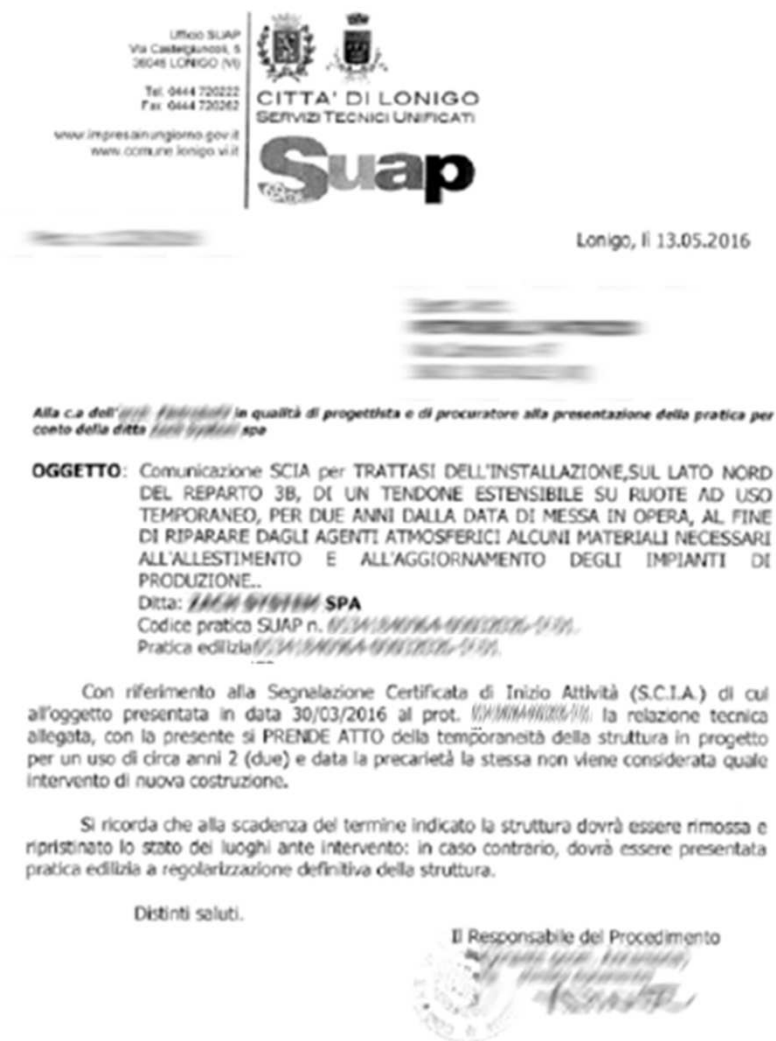 Ufficio SUAP
Via Castelgiuncoli, 5
36045 LONIGO (VI)
Tel: 0444 720222
Fax: 0444 720262
www.impresainungiorno.gov.it
www.comune.lonigo.vi.it
CITTA' DI LONIGO
SERVIZI TECNICI UNIFICATI
Suap
Lonigo, lì 13.05.2016
Alla c.a dell' in qualità di progettista e di procuratore alla presentazione della pratica per
conto della ditta spa
OGGETTO: Comunicazione SCIA per TRATTASI DELL'INSTALLAZIONE,SUL LATO NORD
DEL REPARTO 3B, DI UN TENDONE ESTENSIBILE SU RUOTE AD USO
TEMPORANEO, PER DUE ANNI DALLA DATA DI MESSA IN OPERA, AL FINE
DI RIPARARE DAGLI AGENTI ATMOSFERICI ALCUNI MATERIALI NECESSARI
ALL'ALLESTIMENTO E ALL'AGGIORNAMENTO DEGLI IMPIANTI DI
PRODUZIONE..
Ditta: SPA
Codice pratica SUAP n.
Pratica edilizia
Con riferimento alla Segnalazione Certificata di Inizio Attività (S.C.I.A.) di cui
all'oggetto presentata in data 30/03/2016 al prot. la relazione tecnica
allegata, con la presente si PRENDE ATTO della temporaneità della struttura in progetto
per un uso di circa anni 2 (due) e data la precarietà la stessa non viene considerata quale
intervento di nuova costruzione.
Si ricorda che alla scadenza del termine indicato la struttura dovrà essere rimossa e
ripristinato lo stato dei luoghi ante intervento: in caso contrario, dovrà essere presentata
pratica edilizia a regolarizzazione definitiva della struttura.
Distinti saluti.
Il Responsabile del Procedimento